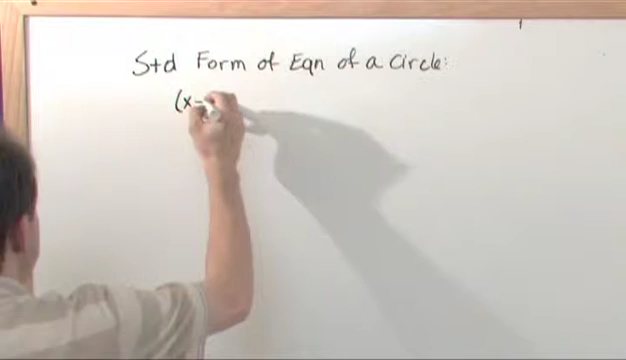 Std Form of Eqn of a Circle:
(x-